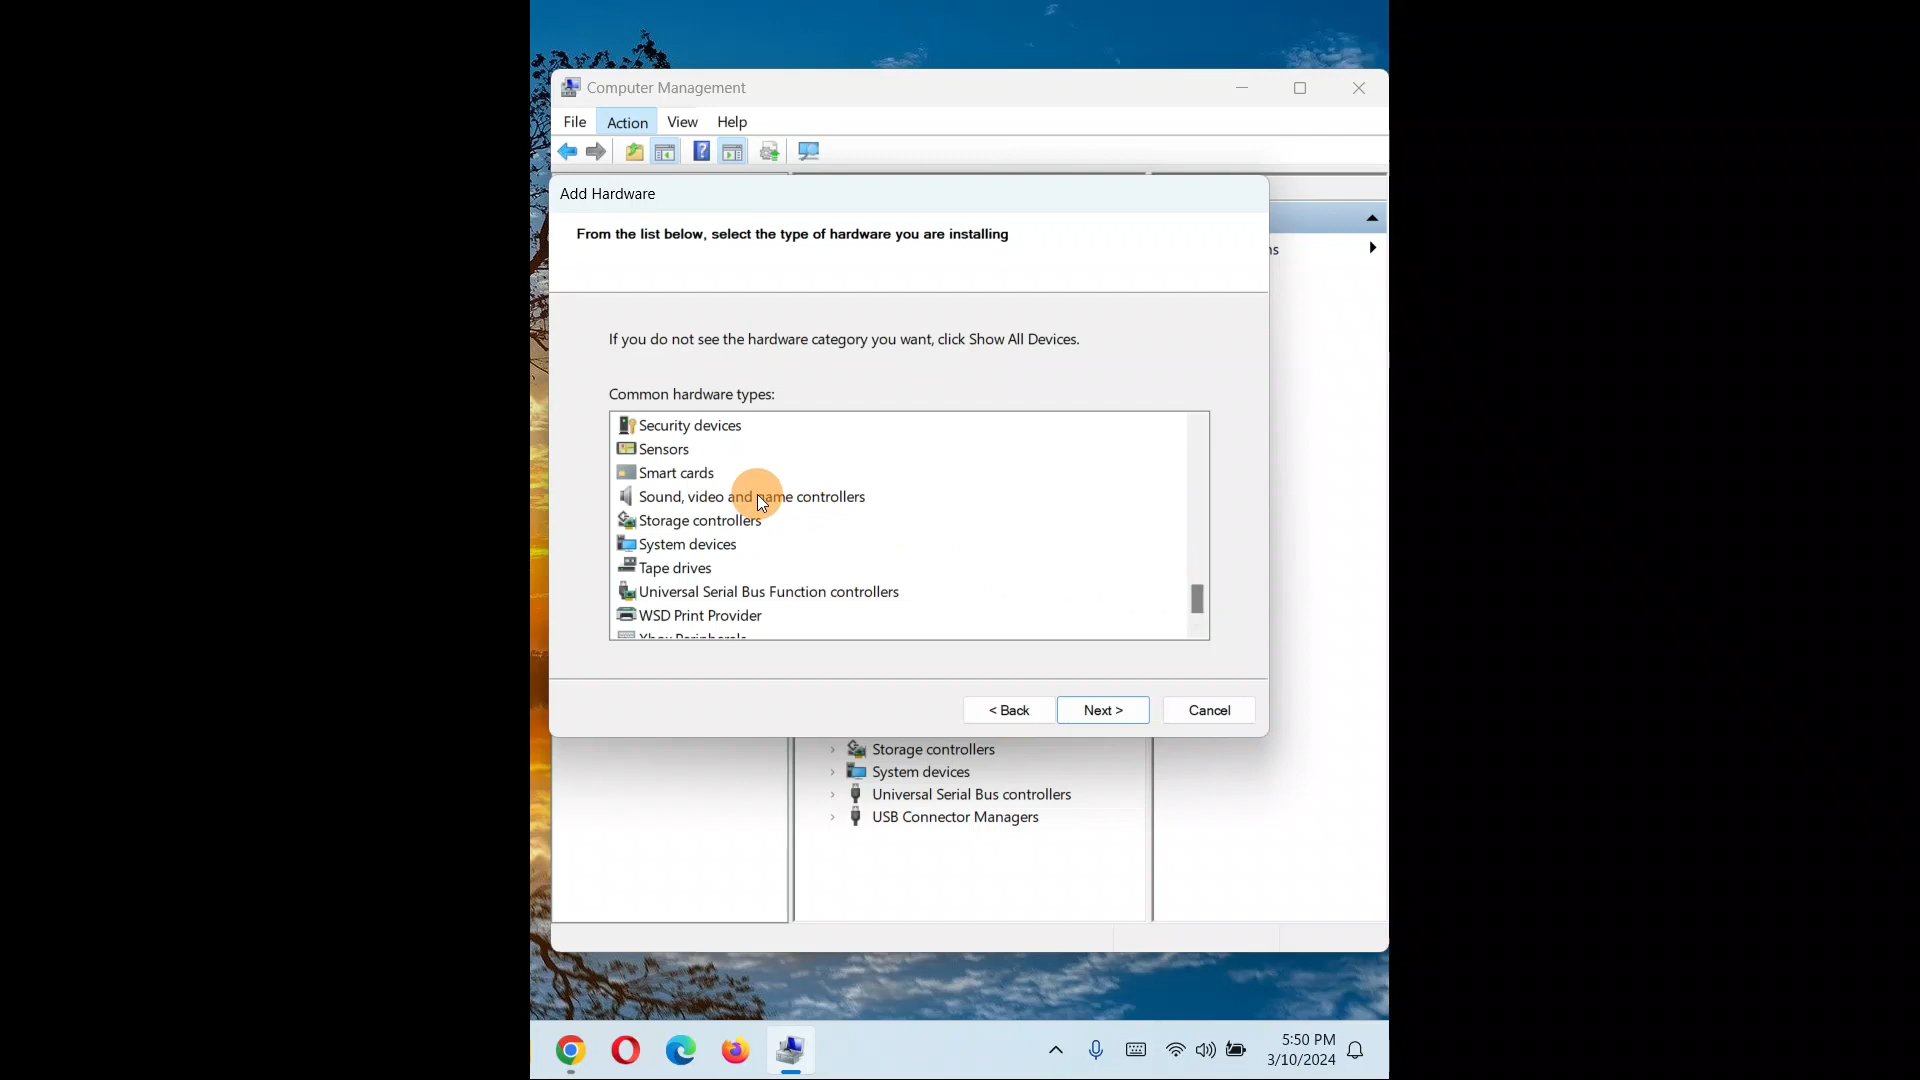 Computer Management
File Action View Help
Add Hardware
From the list below, select the type of hardware you are installing
If you do not see the hardware category you want, click Show All Devices.
Common hardware types:
Security devices
Sensors
Smart cards
Sound, video and game controllers
Storage controllers
System devices
Tape drives
Universal Serial Bus Function controllers
WSD Print Provider
Xbox Peripherals
< Back Next > Cancel
Storage controllers
System devices
Universal Serial Bus controllers
USB Connector Managers
5:50 PM
3/10/2024